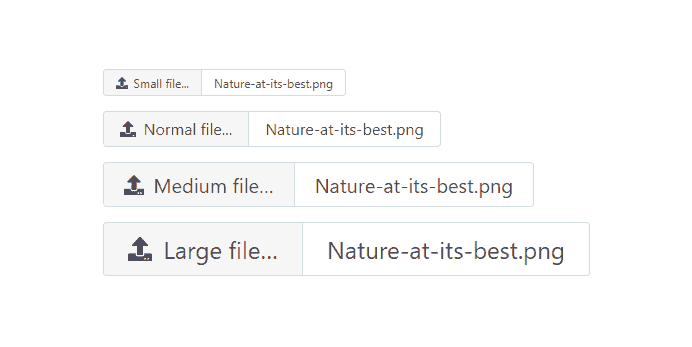 Small file... Nature-at-its-best.png
Normal file... Nature-at-its-best.png
Medium file... Nature-at-its-best.png
Large file... Nature-at-its-best.png